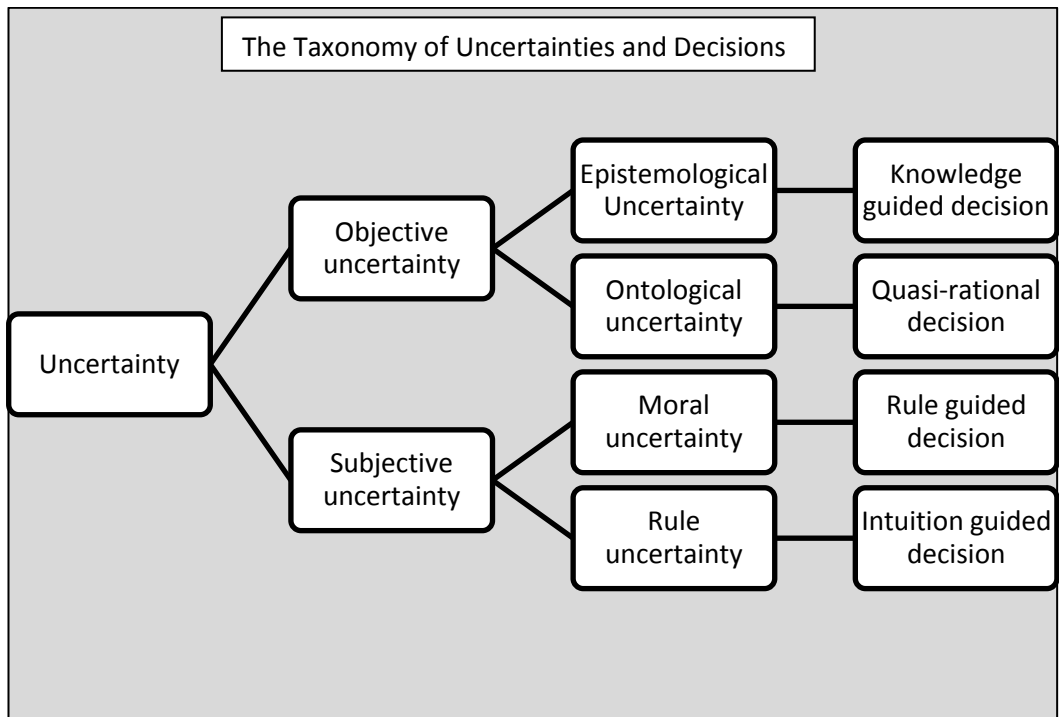 The Taxonomy of Uncertainties and Decisions
Uncertainty
Objective
uncertainty
Epistemological
Uncertainty
Knowledge
guided decision
Ontological
uncertainty
Quasi-rational
decision
Subjective
uncertainty
Moral
uncertainty
Rule guided
decision
Rule
uncertainty
Intuition guided
decision